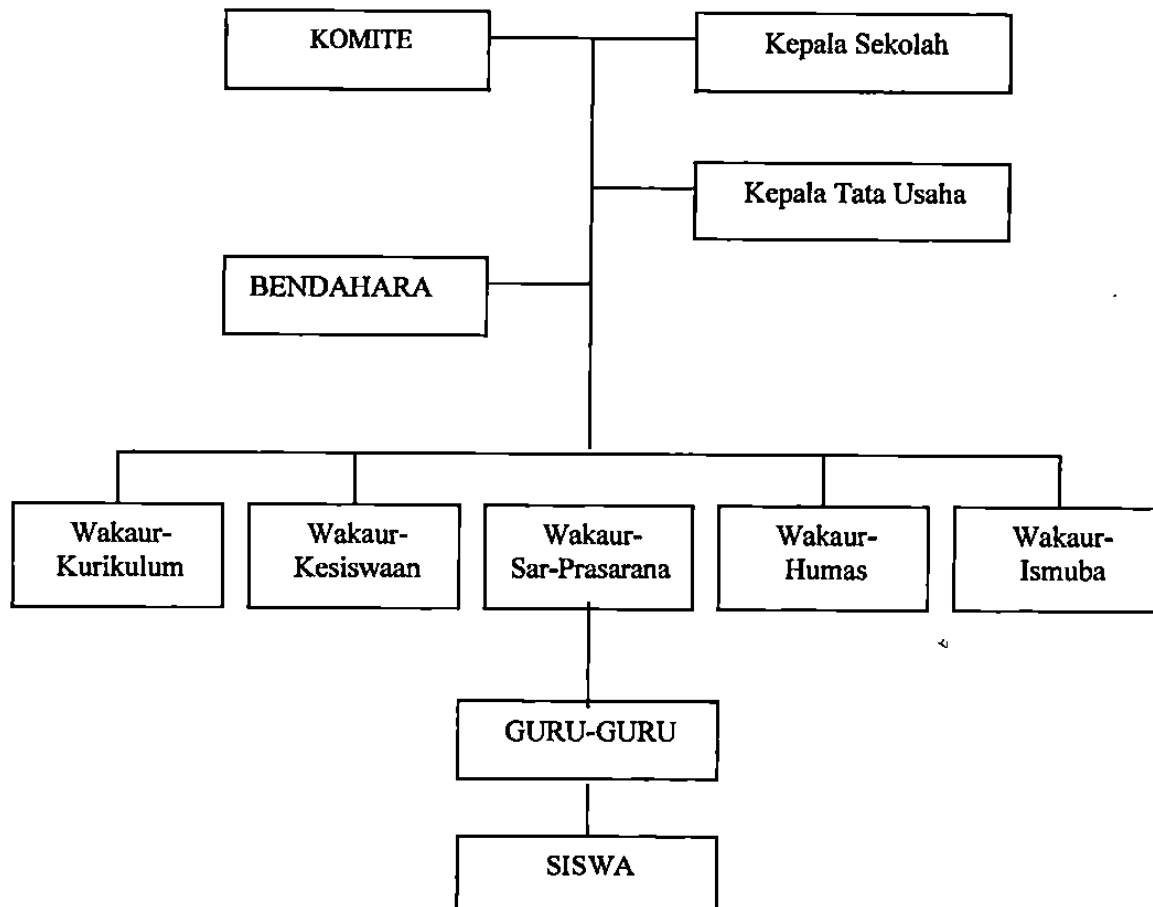 KOMITE
Kepala Sekolah
Kepala Tata Usaha
BENDAHARA
Wakaur-
Kurikulum
Wakaur-
Kesiswaan
Wakaur-
Sar-Prasarana
Wakaur-
Humas
Wakaur-
Ismuba
GURU-GURU
SISWA